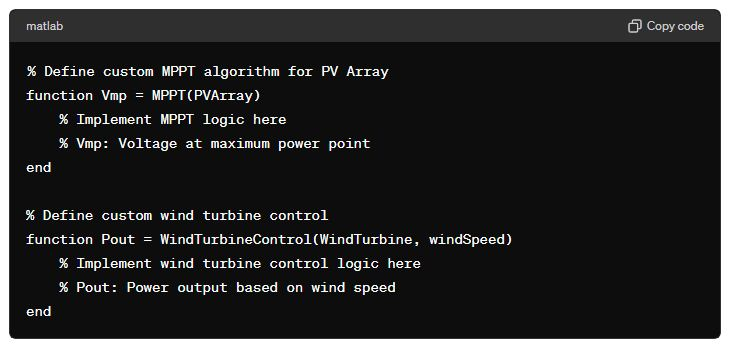 matlab
Copy code
% Define custom MPPT algorithm for PV Array
function Vmp = MPPT(PVArray)
    % Implement MPPT logic here
    % Vmp: Voltage at maximum power point
end

% Define custom wind turbine control
function Pout = WindTurbineControl(WindTurbine, windSpeed)
    % Implement wind turbine control logic here
    % Pout: Power output based on wind speed
end